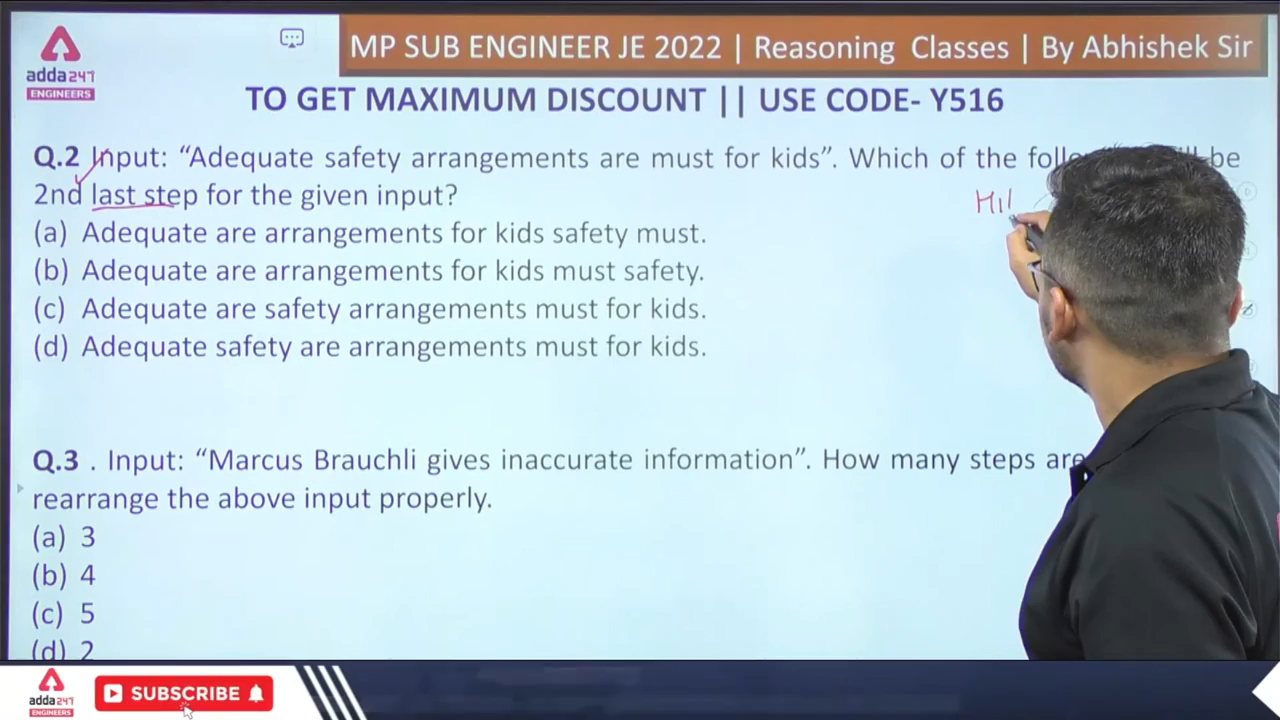 MP SUB ENGINEER JE 2022 | Reasoning Classes | By Abhishek Sir
adda247
ENGINEERS
TO GET MAXIMUM DISCOUNT || USE CODE- Y516
Q.2 Input: “Adequate safety arrangements are must for kids”. Which of the be
2nd last step for the given input?
(a) Adequate are arrangements for kids safety must.
(b) Adequate are arrangements for kids must safety.
(c) Adequate are safety arrangements must for kids.
(d) Adequate safety are arrangements must for kids.
Q.3 . Input: “Marcus Brauchli gives inaccurate information”. How many steps are
rearrange the above input properly.
(a) 3
(b) 4
(c) 5
(d) 2
adda247
ENGINEERS
SUBSCRIBE